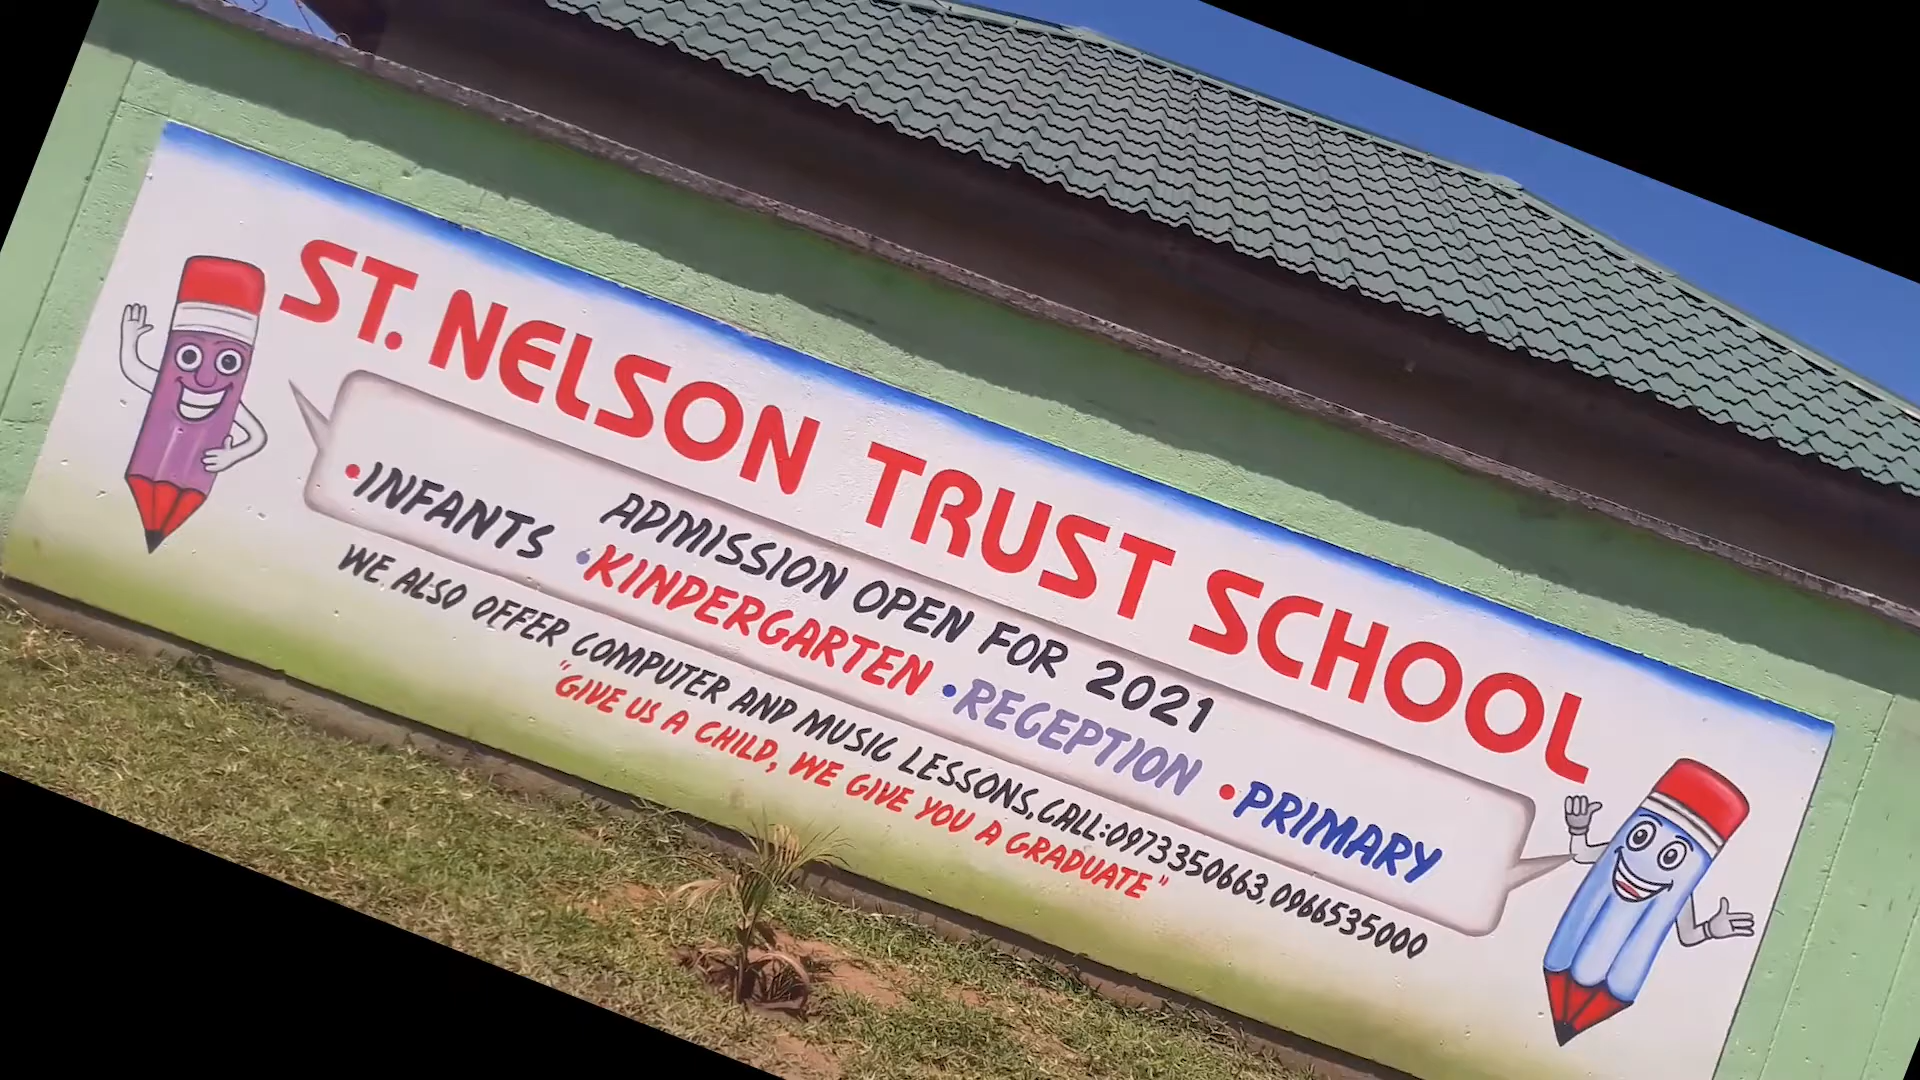 ST. NELSON TRUST SCHOOL
ADMISSION OPEN FOR 2021
•INFANTS •KINDERGARTEN •RECEPTION •PRIMARY
WE ALSO OFFER COMPUTER AND MUSIC LESSONS, CALL:0973350663, 0966535000
"GIVE US A CHILD, WE GIVE YOU A GRADUATE"